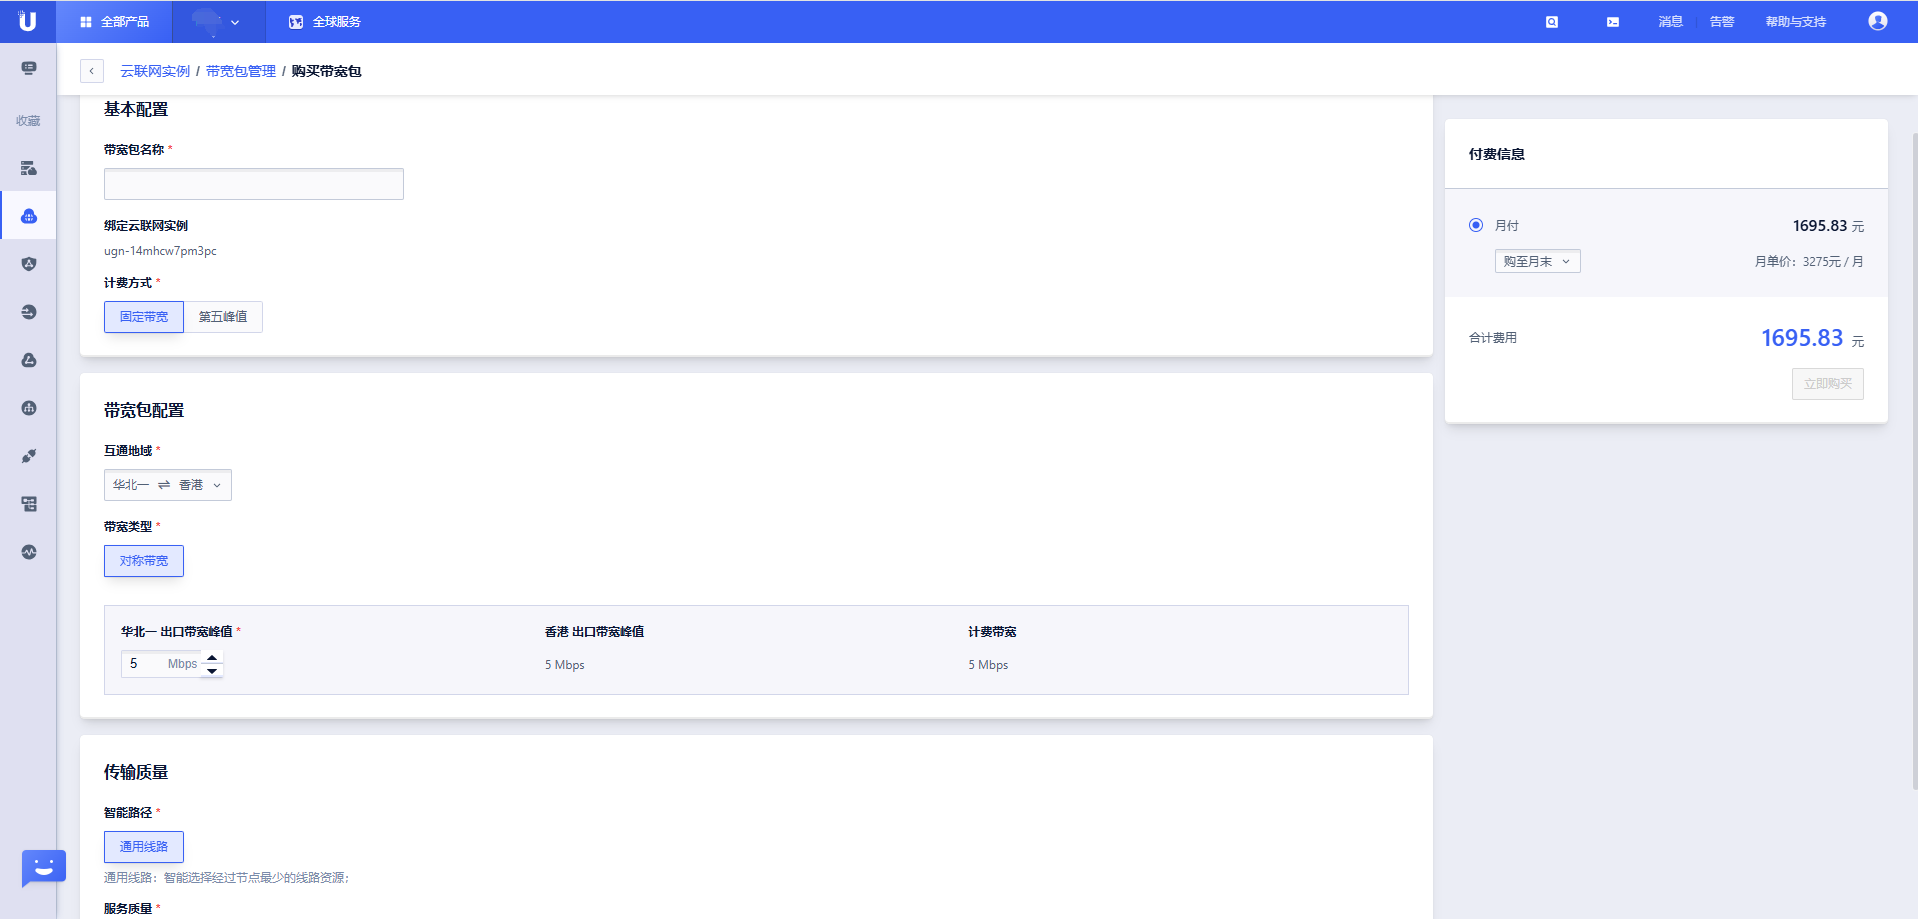 全部产品
全球服务
消息
告警
帮助与支持
云联网实例 / 带宽包管理 / 购买带宽包
收藏
基本配置
带宽包名称 *
绑定云联网实例
ugn-14mhcw7pm3pc
计费方式 *
固定带宽
第五峰值
带宽包配置
互通地域 *
华北一 ⇌ 香港
带宽类型 *
对称带宽
华北一 出口带宽峰值 *
香港 出口带宽峰值
计费带宽
5 Mbps
5 Mbps
5 Mbps
传输质量
智能路径 *
通用线路
通用线路：智能选择经过节点最少的线路资源；
服务质量 *
付费信息
月付
1695.83 元
购至月末
月单价：3275元 / 月
合计费用
1695.83 元
立即购买